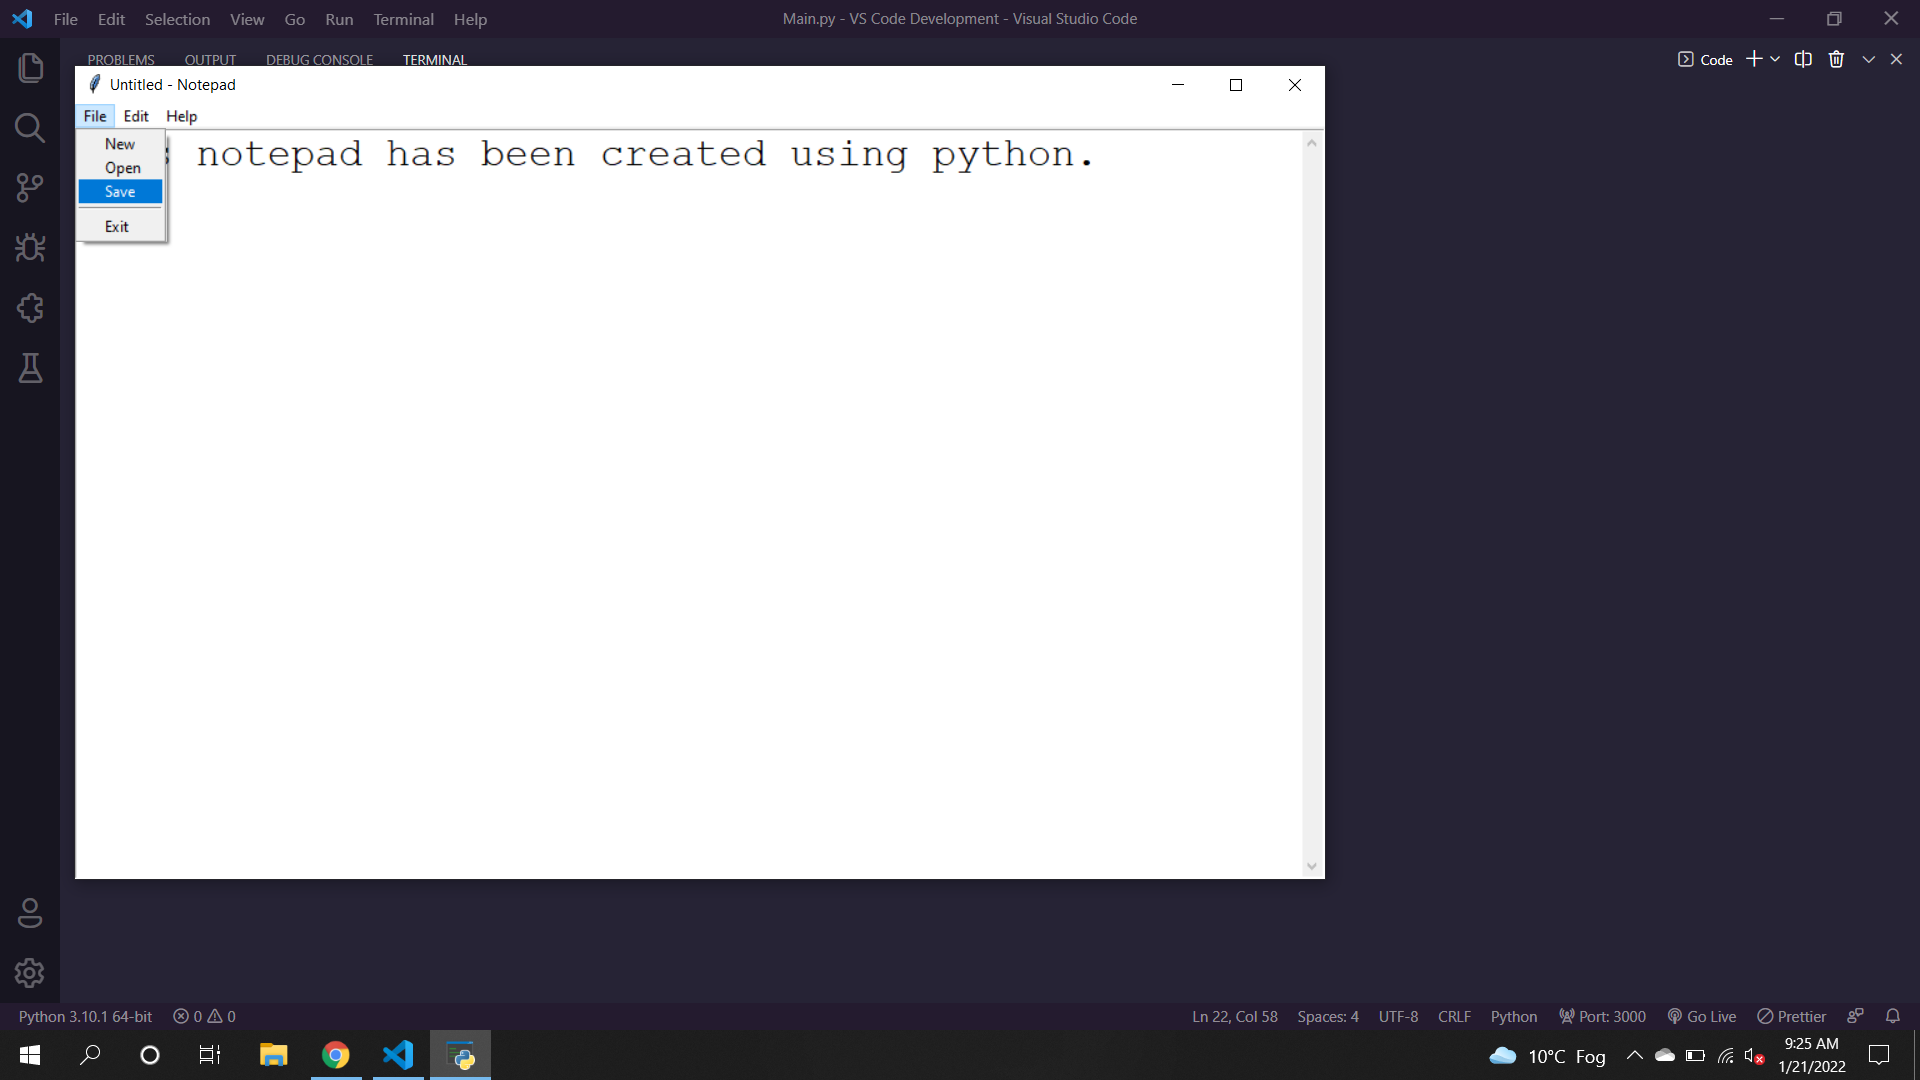 File Edit Selection View Go Run Terminal Help Main.py - VS Code Development - Visual Studio Code
PROBLEMS OUTPUT DEBUG CONSOLE TERMINAL Code
Untitled - Notepad
File Edit Help
notepad has been created using python.
New
Open
Save
Exit
Python 3.10.1 64-bit 0 0 Ln 22, Col 58 Spaces: 4 UTF-8 CRLF Python Port: 3000 Go Live Prettier
10°C Fog 9:25 AM
1/21/2022